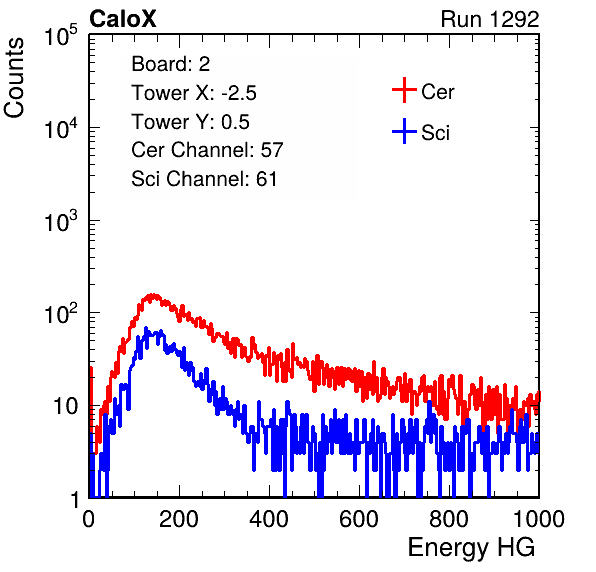 CaloX Run 1292
Counts
Board: 2
Tower X: -2.5
Tower Y: 0.5
Cer Channel: 57
Sci Channel: 61
Cer
Sci
10^5
10^4
10^3
10^2
10
1
0 200 400 600 800 1000
Energy HG